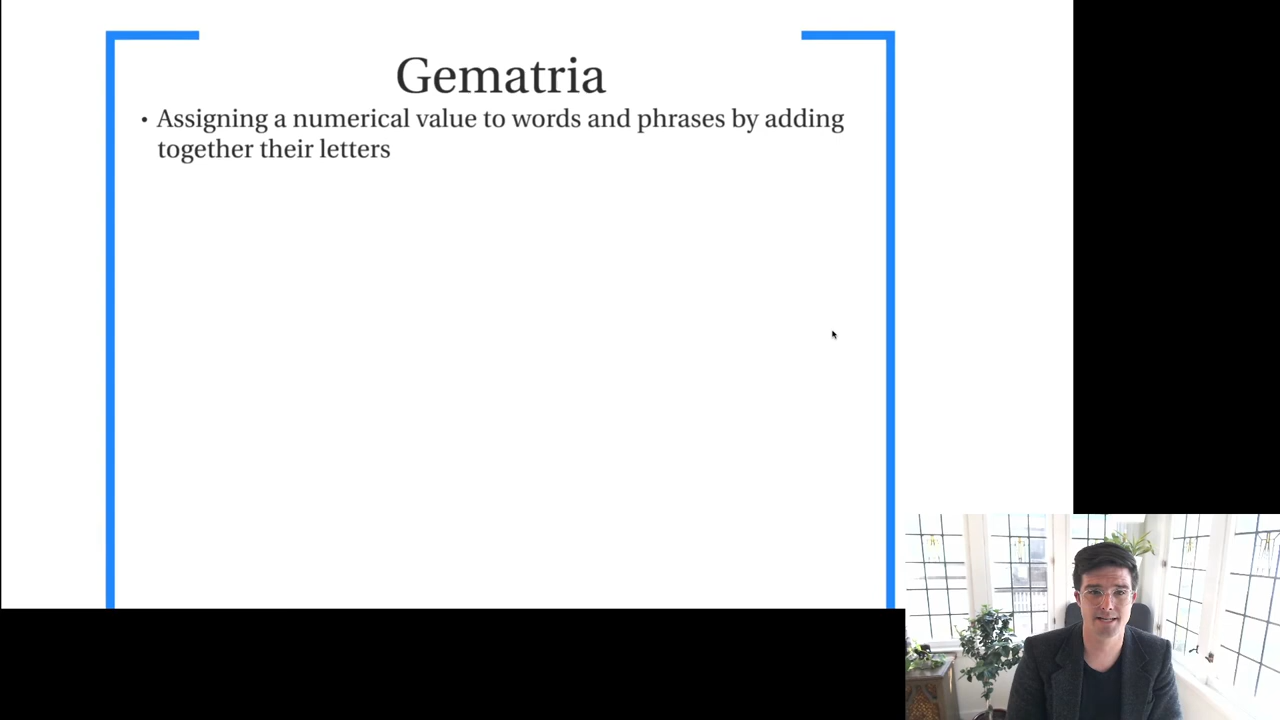 Gematria
• Assigning a numerical value to words and phrases by adding
together their letters